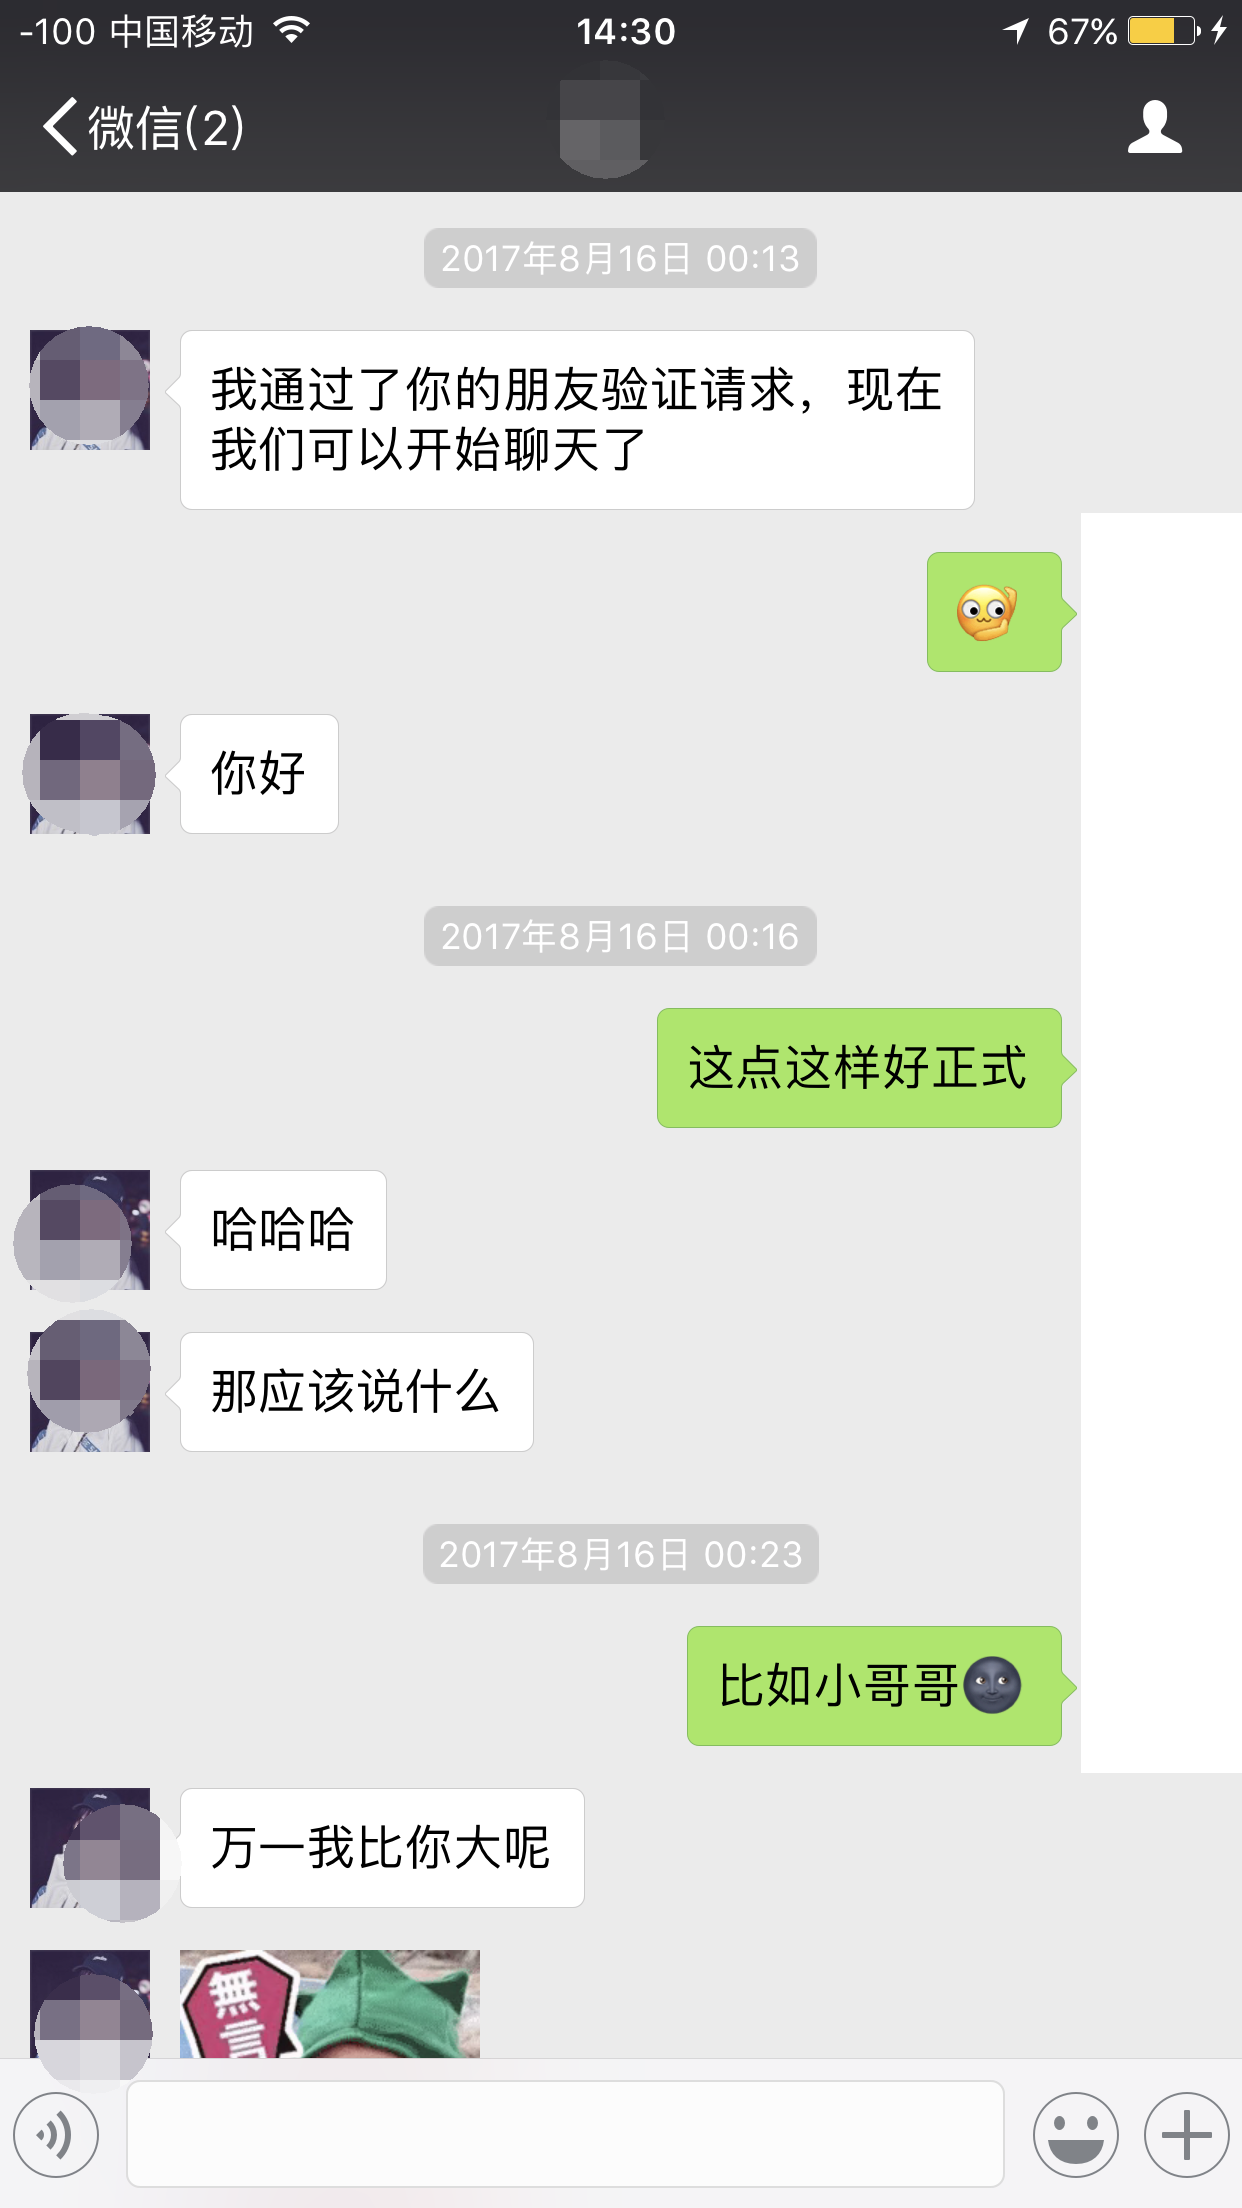 -100 中国移动 14:30 67%
微信(2)
2017年8月16日 00:13
我通过了你的朋友验证请求，现在
我们可以开始聊天了
你好
2017年8月16日 00:16
这点这样好正式
哈哈哈
那应该说什么
2017年8月16日 00:23
比如小哥哥🌚
万一我比你大呢
無言